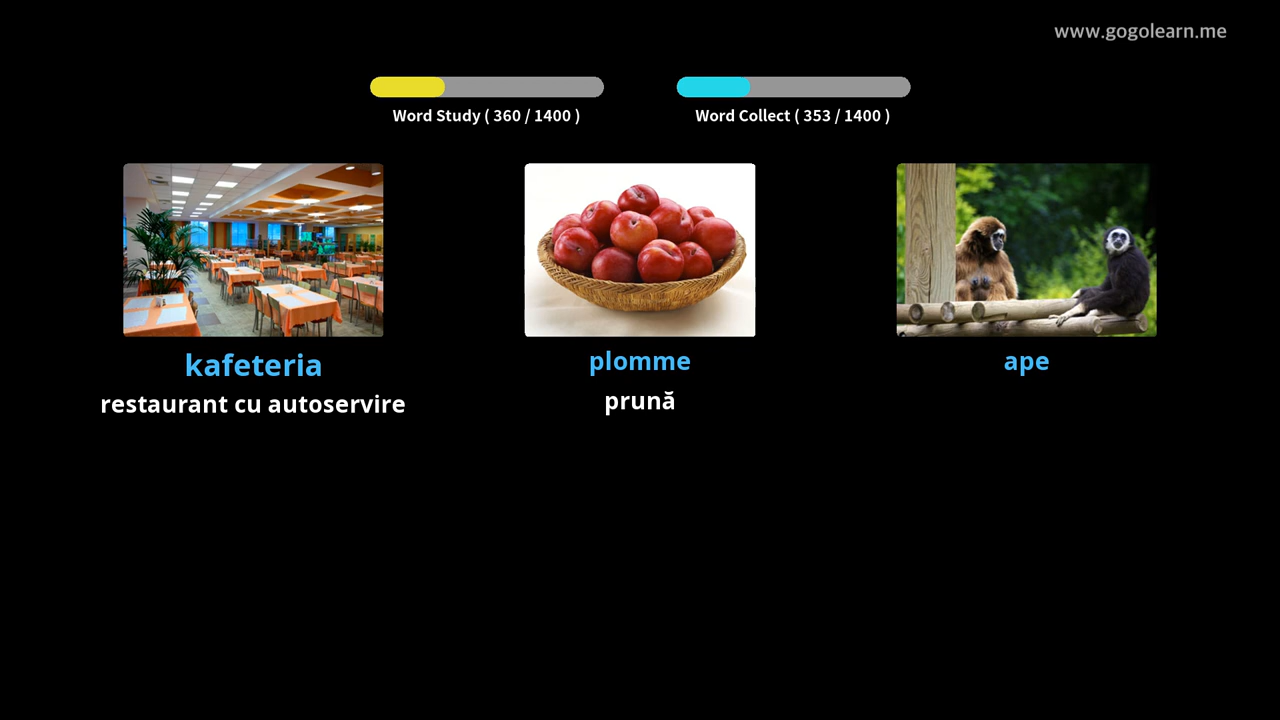 www.gogolearn.me
Word Study ( 360 / 1400 )
Word Collect ( 353 / 1400 )
kafeteria
restaurant cu autoservire
plomme
prună
ape